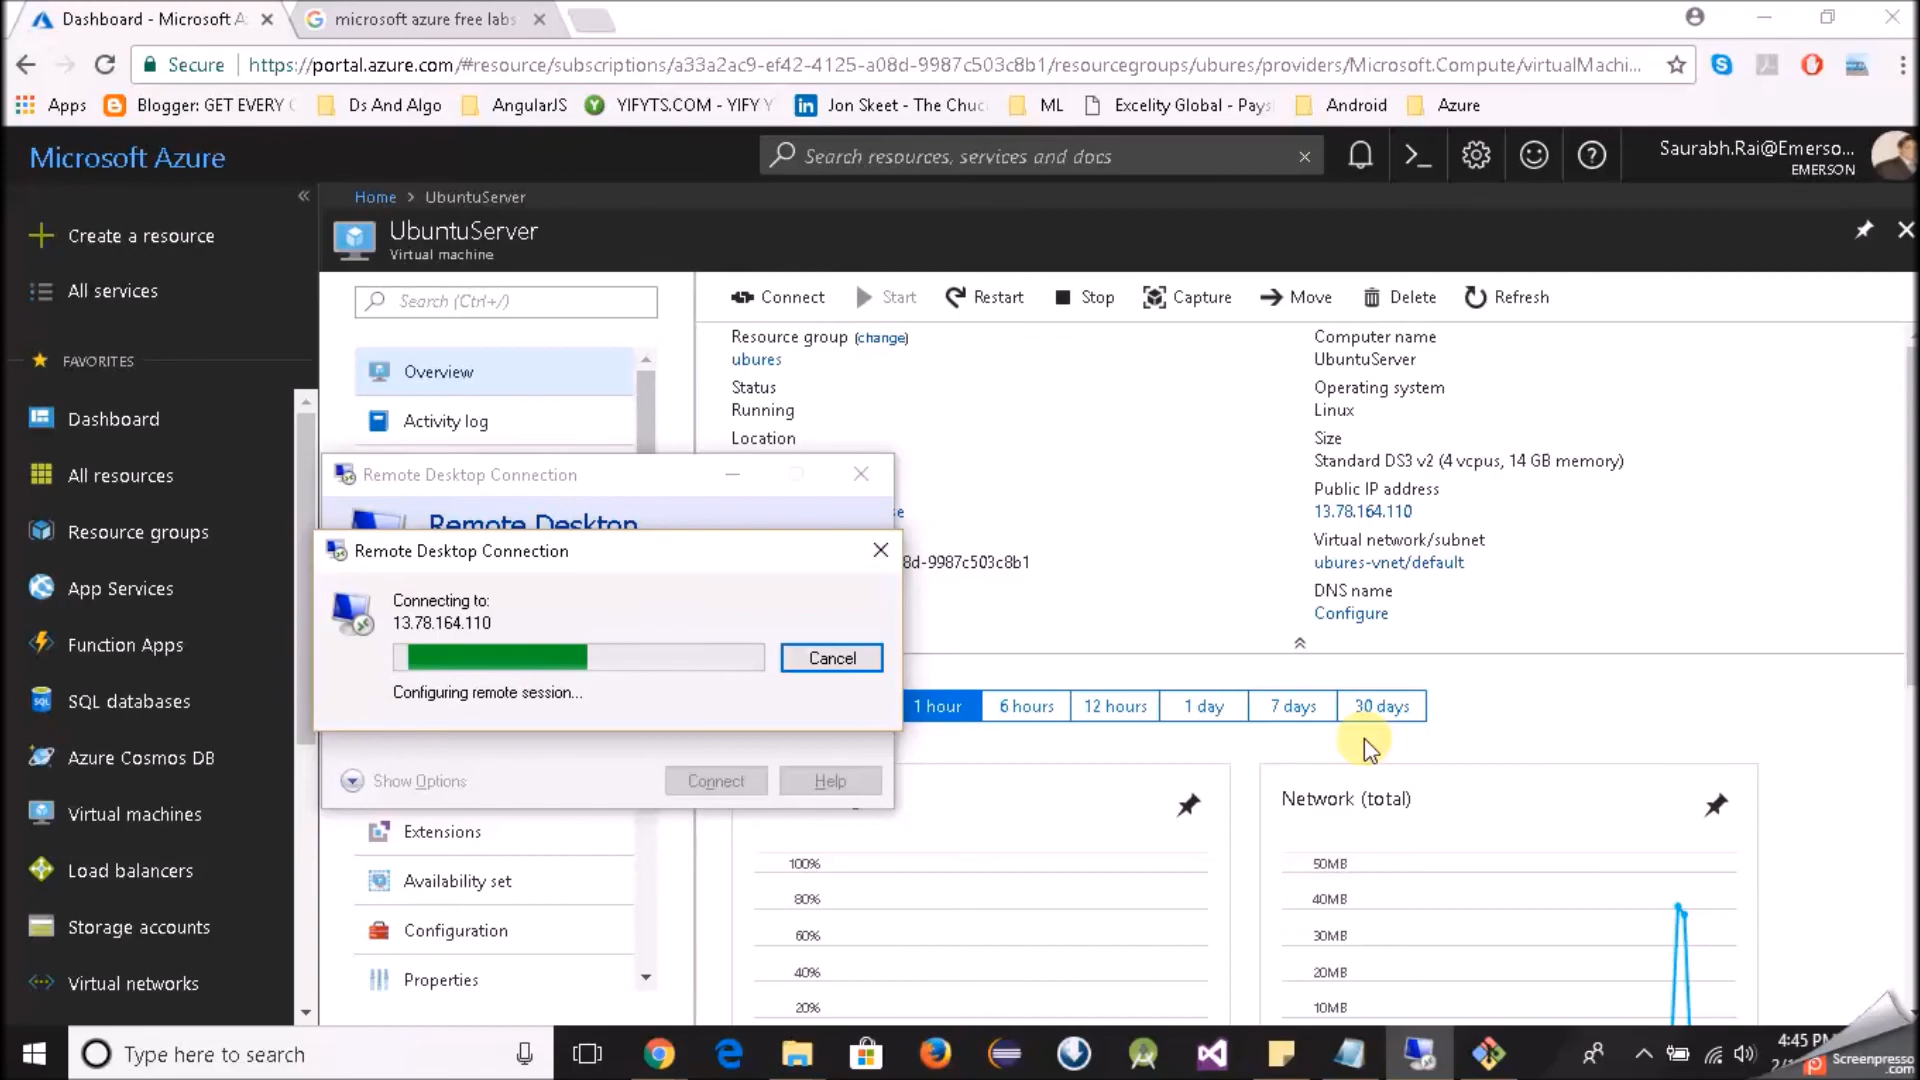 Dashboard - Microsoft A
microsoft azure free labs
Secure
https://portal.azure.com/#resource/subscriptions/a33a2ac9-ef42-4125-a08d-9987c503c8b1/resourcegroups/ubures/providers/Microsoft.Compute/virtualMachi...
Apps
Blogger: GET EVERY
Ds And Algo
AngularJS
YIFYTS.COM - YIFY
Jon Skeet - The Chuc
ML
Excelity Global - Pays
Android
Azure
Microsoft Azure
Search resources, services and docs
Saurabh.Rai@Emerso...
EMERSON
Home > UbuntuServer
UbuntuServer
Virtual machine
Create a resource
All services
FAVORITES
Dashboard
All resources
Resource groups
App Services
Function Apps
SQL databases
Azure Cosmos DB
Virtual machines
Load balancers
Storage accounts
Virtual networks
Search (Ctrl+/)
Overview
Activity log
Extensions
Availability set
Configuration
Properties
Connect
Start
Restart
Stop
Capture
Move
Delete
Refresh
Resource group (change)
ubures
Status
Running
Location
se
8d-9987c503c8b1
Computer name
UbuntuServer
Operating system
Linux
Size
Standard DS3 v2 (4 vcpus, 14 GB memory)
Public IP address
13.78.164.110
Virtual network/subnet
ubures-vnet/default
DNS name
Configure
Remote Desktop Connection
Remote Desktop
Remote Desktop Connection
Connecting to:
13.78.164.110
Cancel
Configuring remote session...
Show Options
Connect
Help
1 hour
6 hours
12 hours
1 day
7 days
30 days
100%
80%
60%
40%
20%
Network (total)
50MB
40MB
30MB
20MB
10MB
Type here to search
4:45 PM
Screenpresso
.com